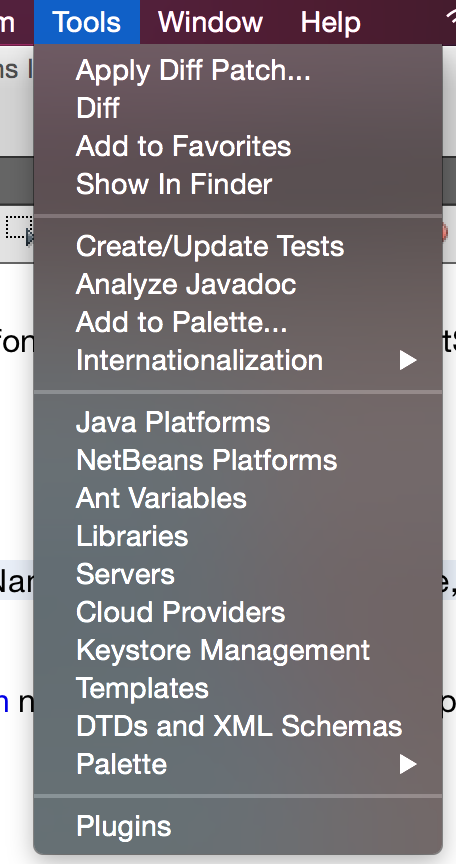 m Tools Window Help
ns
Apply Diff Patch...
Diff
Add to Favorites
Show In Finder
Create/Update Tests
Analyze Javadoc
Add to Palette...
fon
Internationalization
Java Platforms
NetBeans Platforms
Ant Variables
Libraries
Servers
Cloud Providers
Keystore Management
Templates
n n
DTDs and XML Schemas
Palette
Plugins